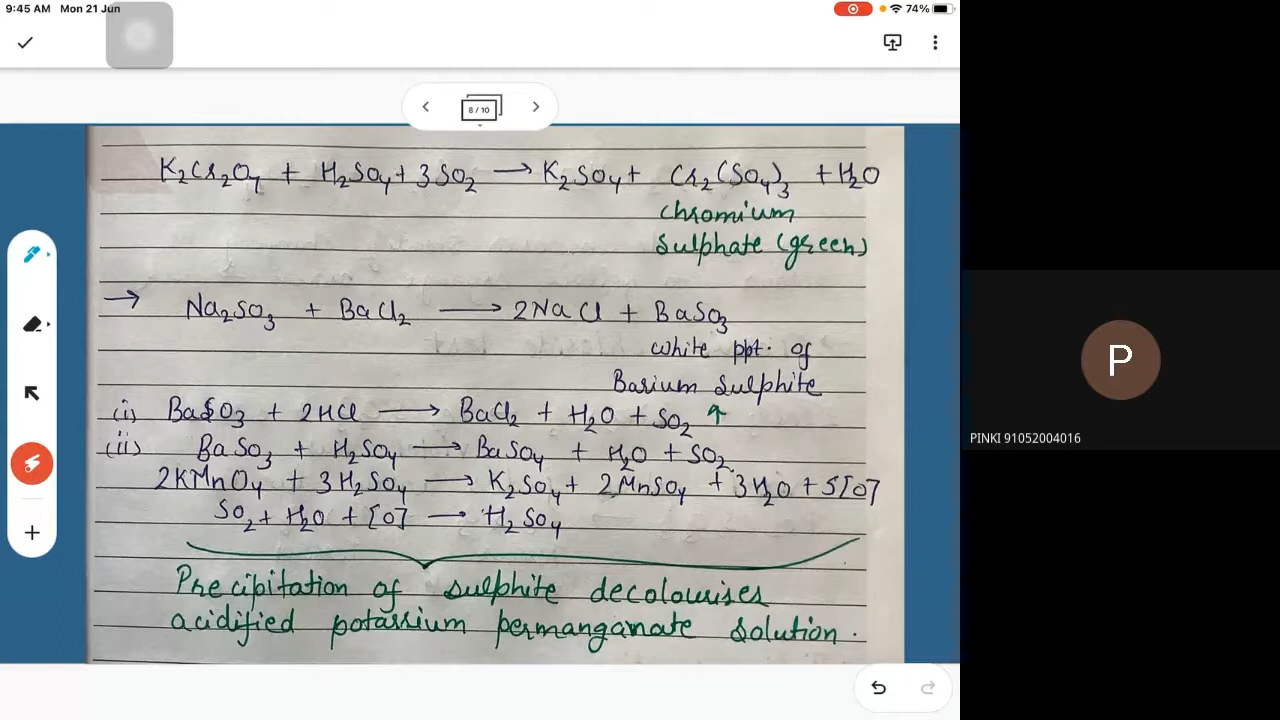 9:45 AM Mon 21 Jun
74%
8 / 10
K₂Cr₂O₇ + H₂SO₄ + 3SO₂ → K₂SO₄ + Cr₂(SO₄)₃ + H₂O
chromium
sulphate (green)
→ Na₂SO₃ + BaCl₂ → 2NaCl + BaSO₃
white ppt. of
Barium sulphite
(i) BaSO₃ + 2HCl → BaCl₂ + H₂O + SO₂ ↑
(ii) BaSO₃ + H₂SO₄ → BaSO₄ + H₂O + SO₂
2KMnO₄ + 3H₂SO₄ → K₂SO₄ + 2MnSO₄ + 3H₂O + 5[O]
SO₂ + H₂O + [O] → H₂SO₄
Precipitation of sulphite decolourises
acidified potassium permanganate solution.
P
PINKI 91052004016